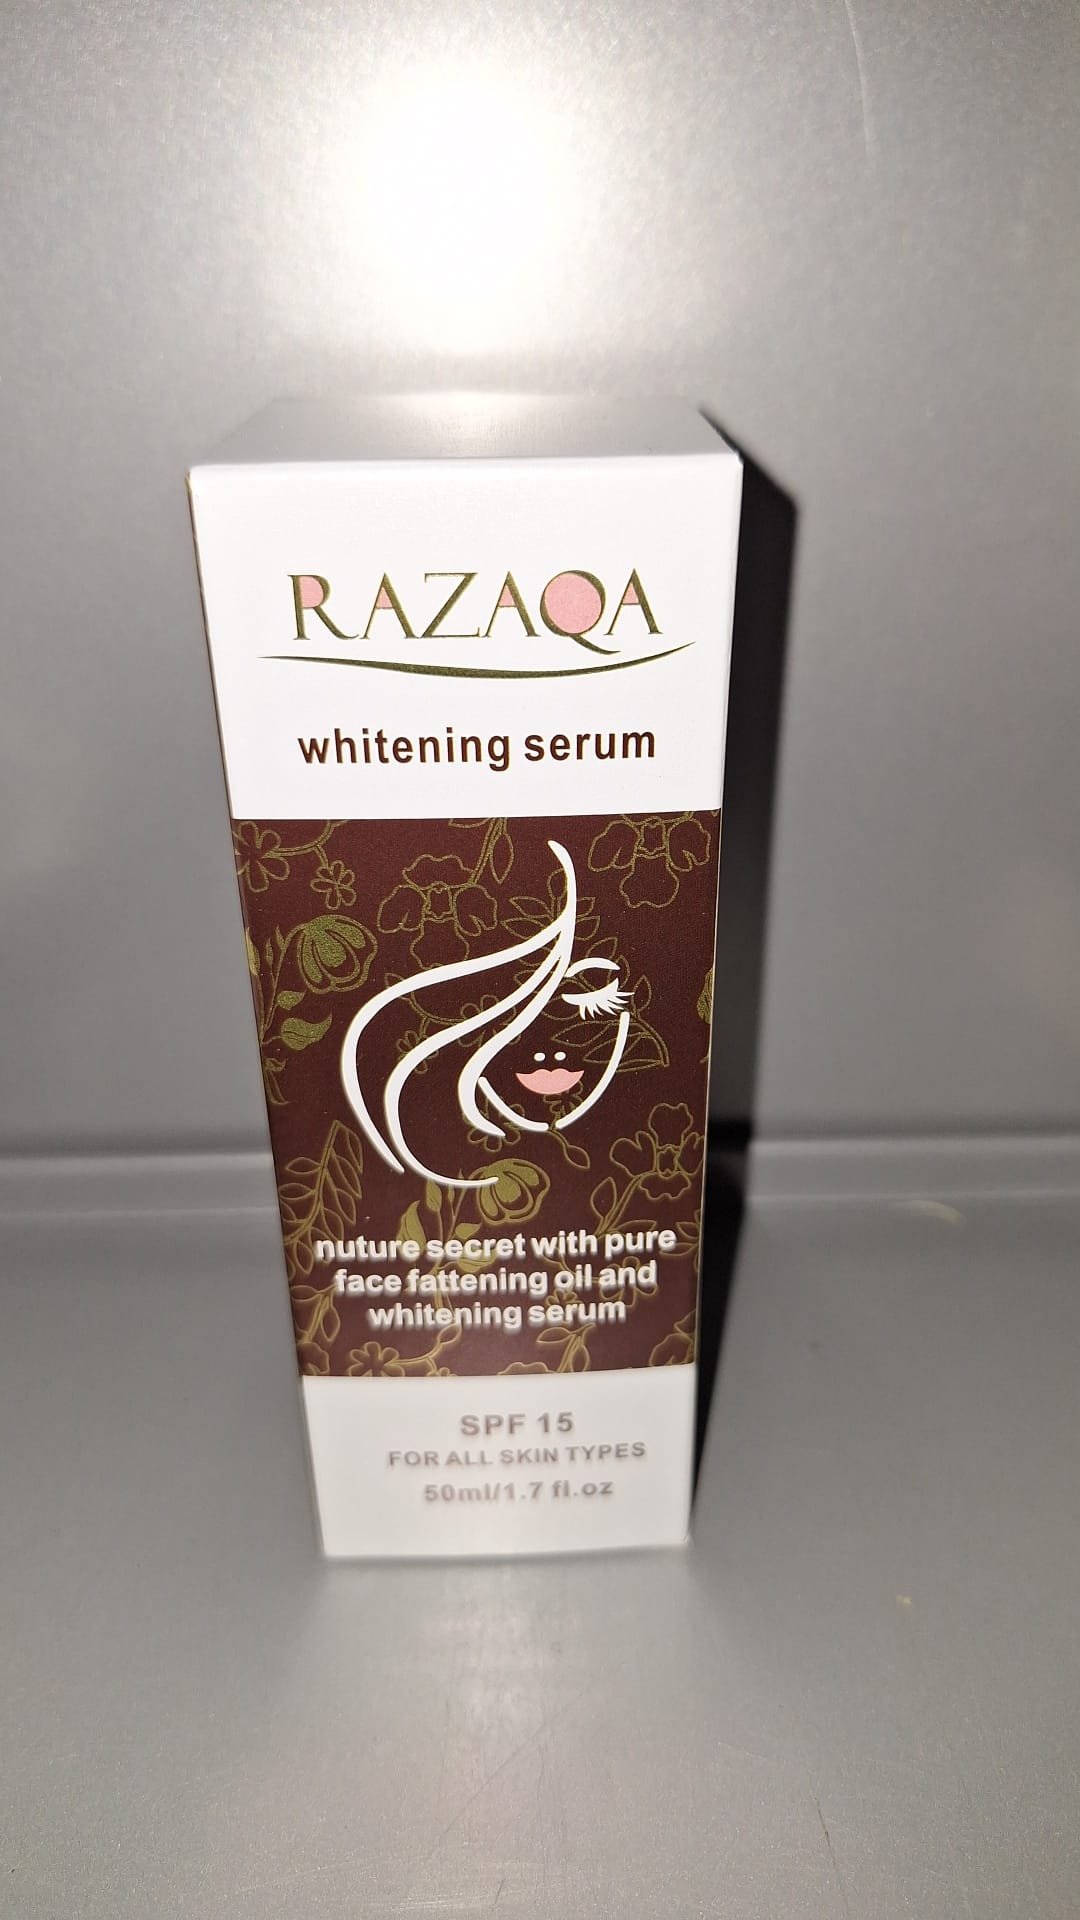 RAZAQA
whitening serum
nuture secret with pure
face fattening oil and
whitening serum
SPF 15
FOR ALL SKIN TYPES
50ml/1.7 fl.oz